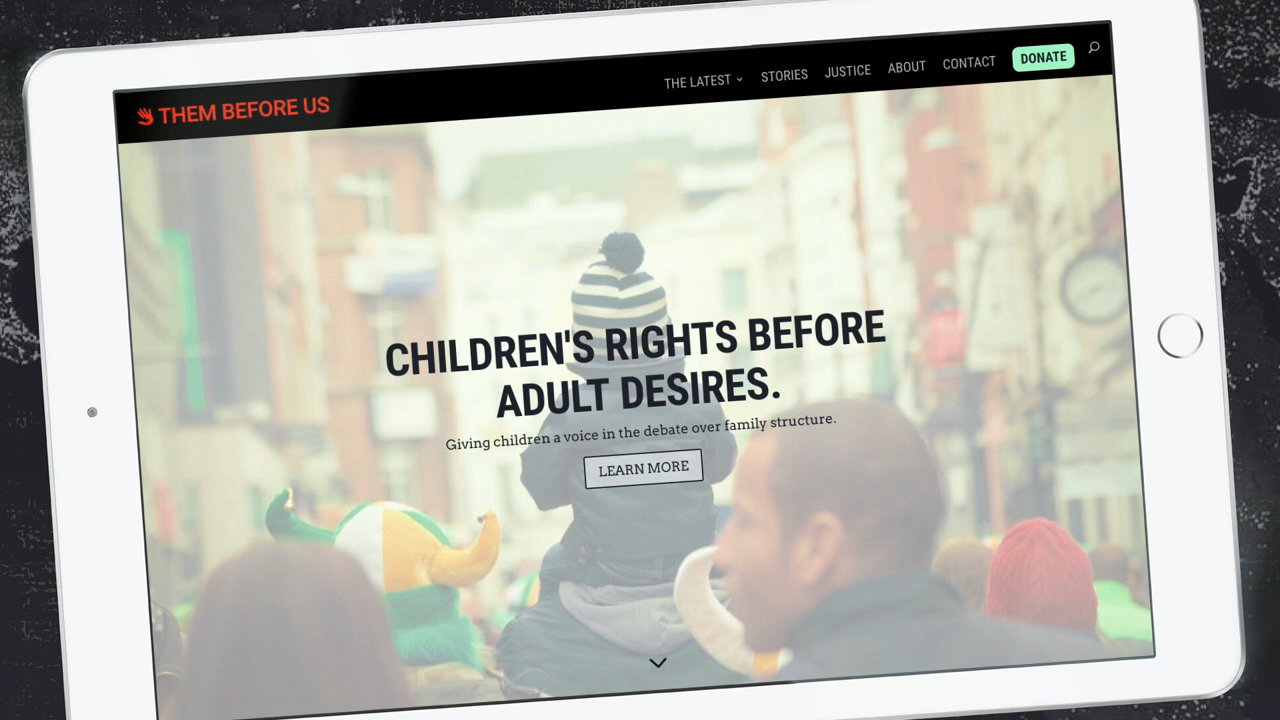 THEM BEFORE US
THE LATEST
STORIES
JUSTICE
ABOUT
CONTACT
DONATE
CHILDREN'S RIGHTS BEFORE
ADULT DESIRES.
Giving children a voice in the debate over family structure.
LEARN MORE